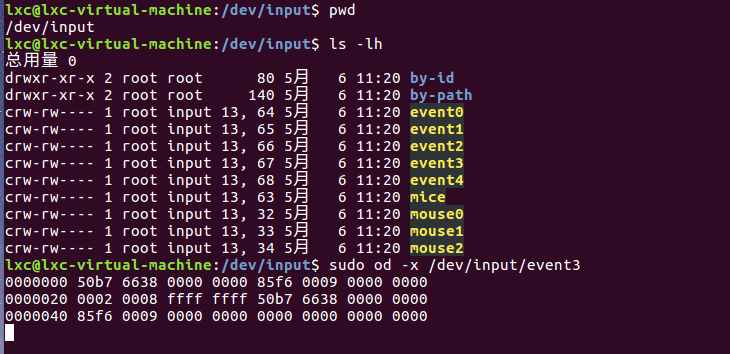 lxc@lxc-virtual-machine:/dev/input$ pwd
/dev/input
lxc@lxc-virtual-machine:/dev/input$ ls -lh
总用量 0
drwxr-xr-x 2 root root      80 5月   6 11:20 by-id
drwxr-xr-x 2 root root     140 5月   6 11:20 by-path
crw-rw---- 1 root input 13, 64 5月   6 11:20 event0
crw-rw---- 1 root input 13, 65 5月   6 11:20 event1
crw-rw---- 1 root input 13, 66 5月   6 11:20 event2
crw-rw---- 1 root input 13, 67 5月   6 11:20 event3
crw-rw---- 1 root input 13, 68 5月   6 11:20 event4
crw-rw---- 1 root input 13, 63 5月   6 11:20 mice
crw-rw---- 1 root input 13, 32 5月   6 11:20 mouse0
crw-rw---- 1 root input 13, 33 5月   6 11:20 mouse1
crw-rw---- 1 root input 13, 34 5月   6 11:20 mouse2
lxc@lxc-virtual-machine:/dev/input$ sudo od -x /dev/input/event3
0000000 50b7 6638 0000 0000 85f6 0009 0000 0000
0000020 0002 0008 ffff ffff 50b7 6638 0000 0000
0000040 85f6 0009 0000 0000 0000 0000 0000 0000